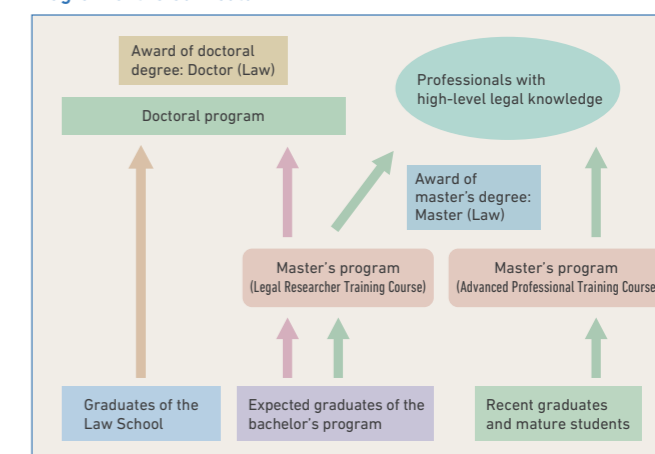 Award of doctoral
degree: Doctor (Law)
Doctoral program
Professionals with
high-level legal knowledge
Award of
master's degree:
Master (Law)
Master's program
(Legal Researcher Training Course)
Master's program
(Advanced Professional Training Course
Graduates of the
Law School
Expected graduates of the
bachelor's program
Recent graduates
and mature students